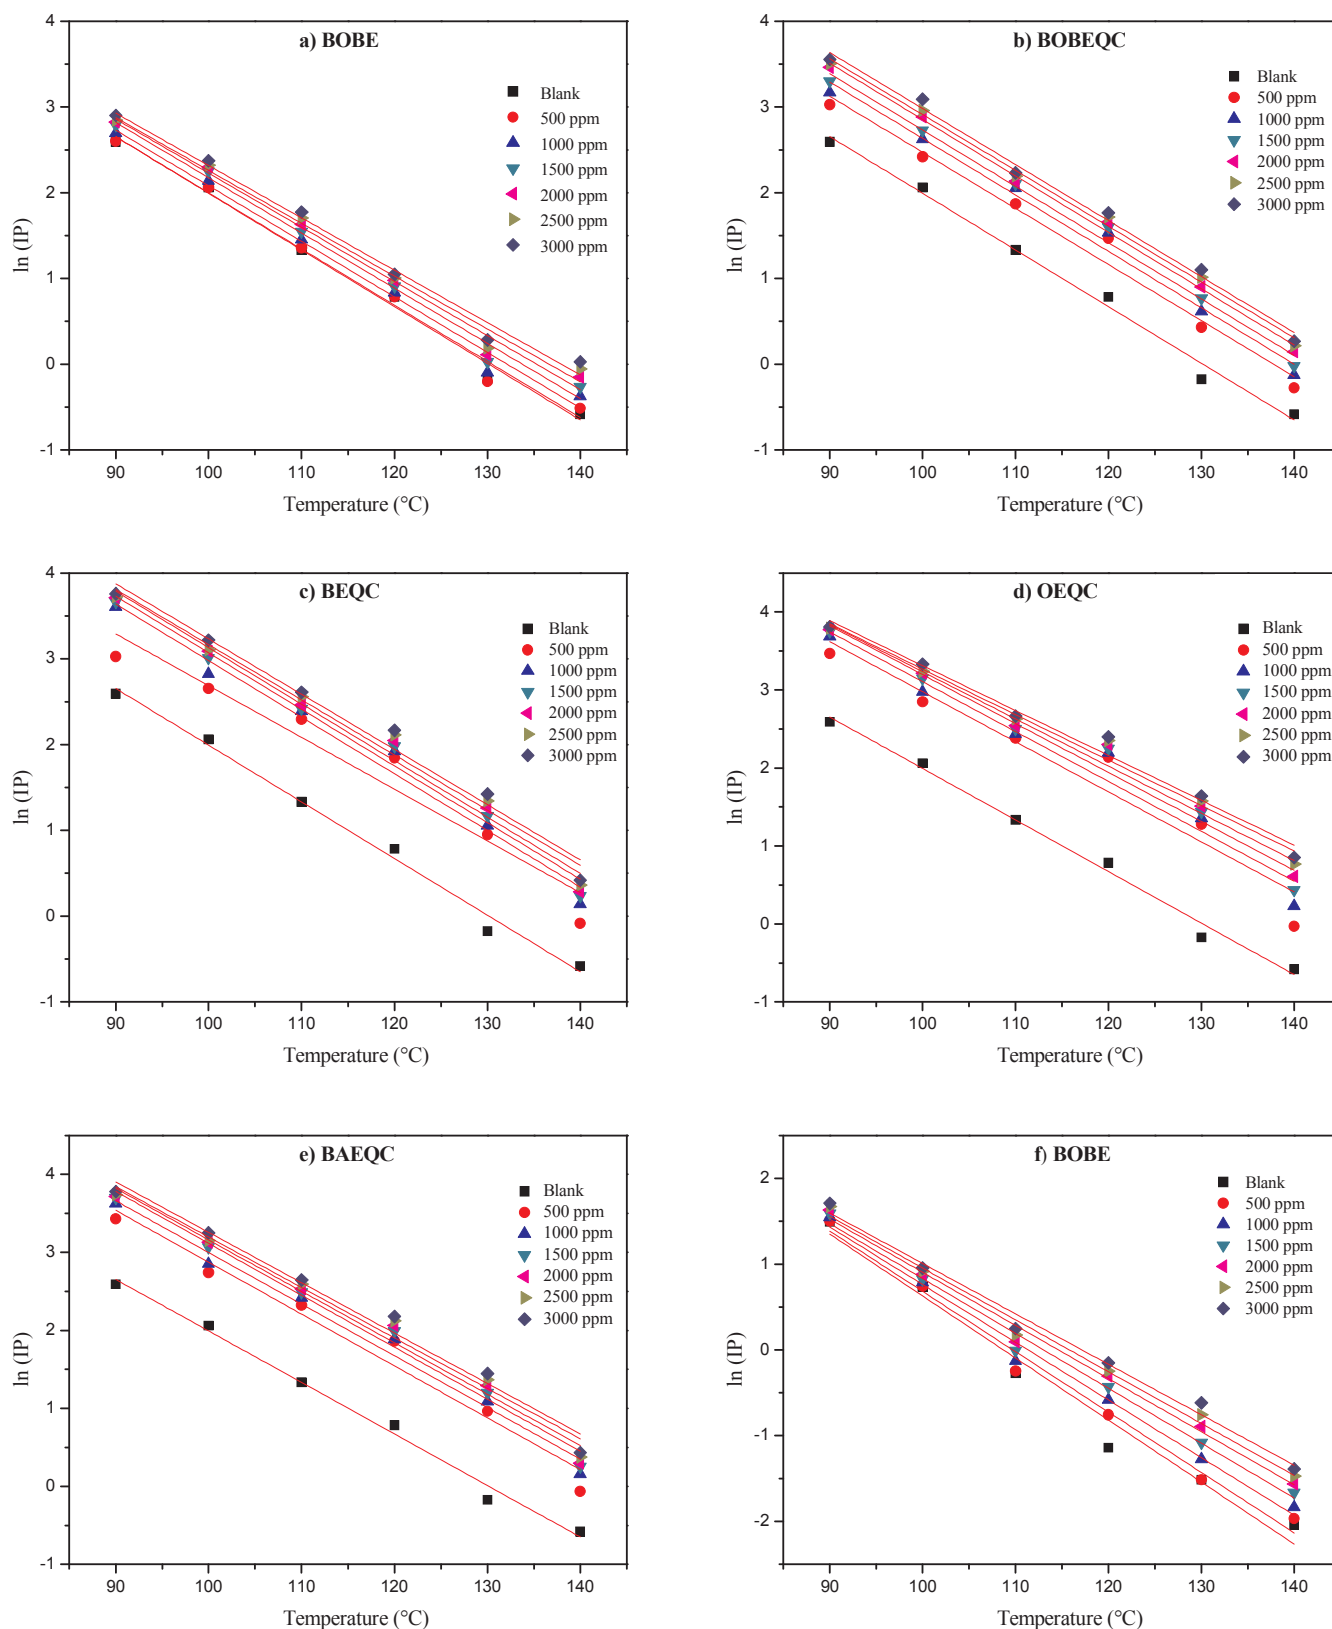 a) BOBE
4
3
2
1
0
-1
ln (IP)
90 100 110 120 130 140
Temperature (°C)
Blank
500 ppm
1000 ppm
1500 ppm
2000 ppm
2500 ppm
3000 ppm
b) BOBEQC
4
3
2
1
0
-1
ln (IP)
90 100 110 120 130 140
Temperature (°C)
Blank
500 ppm
1000 ppm
1500 ppm
2000 ppm
2500 ppm
3000 ppm
c) BEQC
4
3
2
1
0
-1
ln (IP)
90 100 110 120 130 140
Temperature (°C)
Blank
500 ppm
1000 ppm
1500 ppm
2000 ppm
2500 ppm
3000 ppm
d) OEQC
4
3
2
1
0
-1
ln (IP)
90 100 110 120 130 140
Temperature (°C)
Blank
500 ppm
1000 ppm
1500 ppm
2000 ppm
2500 ppm
3000 ppm
e) BAEQC
4
3
2
1
0
-1
ln (IP)
90 100 110 120 130 140
Temperature (°C)
Blank
500 ppm
1000 ppm
1500 ppm
2000 ppm
2500 ppm
3000 ppm
f) BOBE
2
1
0
-1
-2
ln (IP)
90 100 110 120 130 140
Temperature (°C)
Blank
500 ppm
1000 ppm
1500 ppm
2000 ppm
2500 ppm
3000 ppm